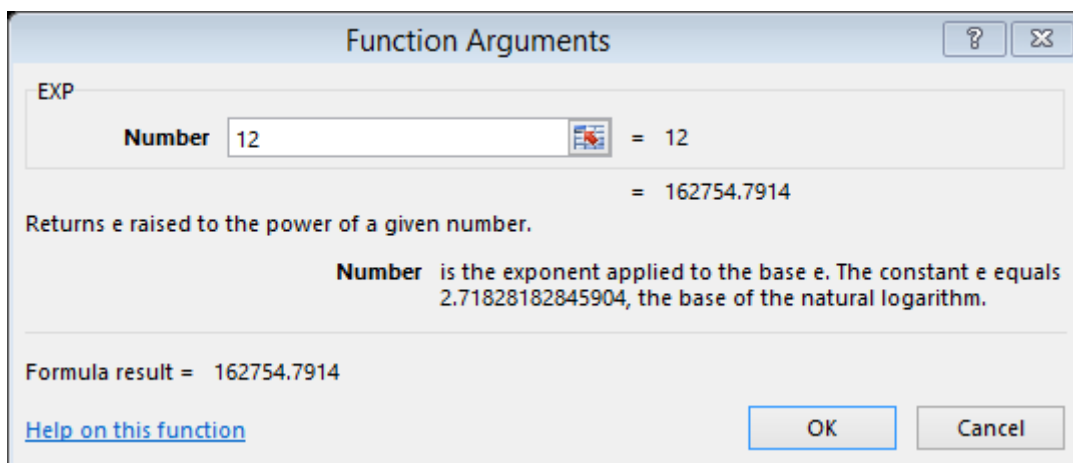 Function Arguments
EXP
Number 12 = 12
= 162754.7914
Returns e raised to the power of a given number.
Number is the exponent applied to the base e. The constant e equals
2.71828182845904, the base of the natural logarithm.
Formula result = 162754.7914
Help on this function
OK Cancel